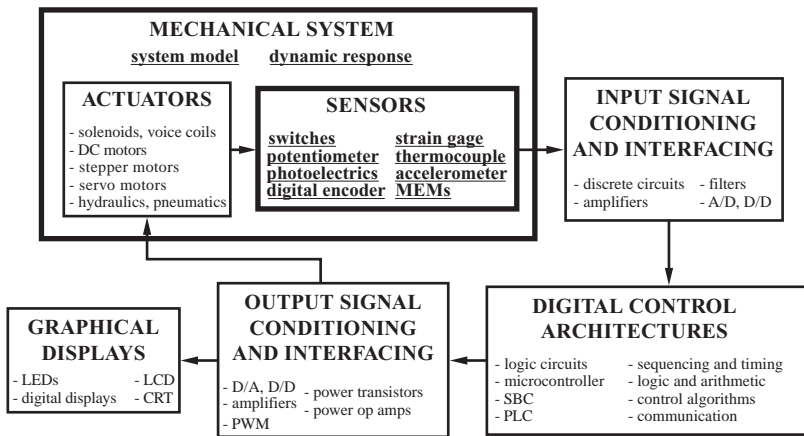 MECHANICAL SYSTEM
system model dynamic response
ACTUATORS
- solenoids, voice coils
- DC motors
- stepper motors
- servo motors
- hydraulics, pneumatics
SENSORS
switches strain gage
potentiometer thermocouple
photoelectrics accelerometer
digital encoder MEMs
INPUT SIGNAL
CONDITIONING
AND INTERFACING
- discrete circuits - filters
- amplifiers - A/D, D/D
GRAPHICAL
DISPLAYS
- LEDs - LCD
- digital displays - CRT
OUTPUT SIGNAL
CONDITIONING
AND INTERFACING
- D/A, D/D - power transistors
- amplifiers - power op amps
- PWM
DIGITAL CONTROL
ARCHITECTURES
- logic circuits - sequencing and timing
- microcontroller - logic and arithmetic
- SBC - control algorithms
- PLC - communication